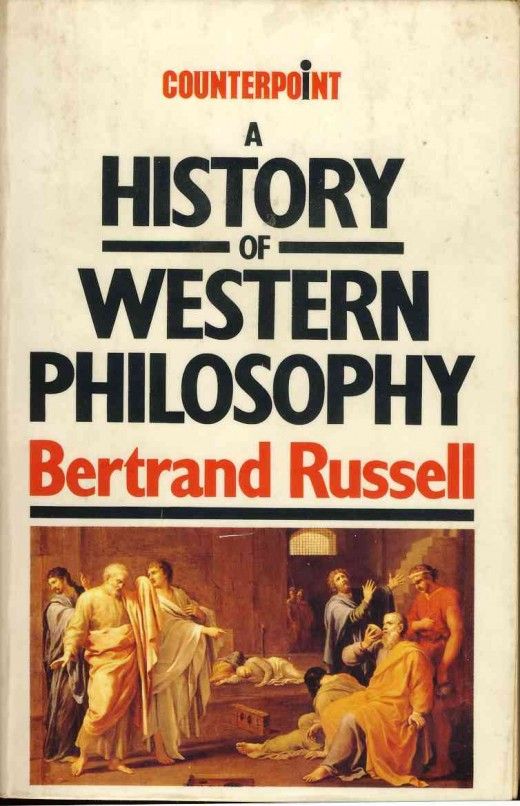 COUNTERPOiNT
A
HISTORY
OF
WESTERN
PHILOSOPHY
Bertrand Russell